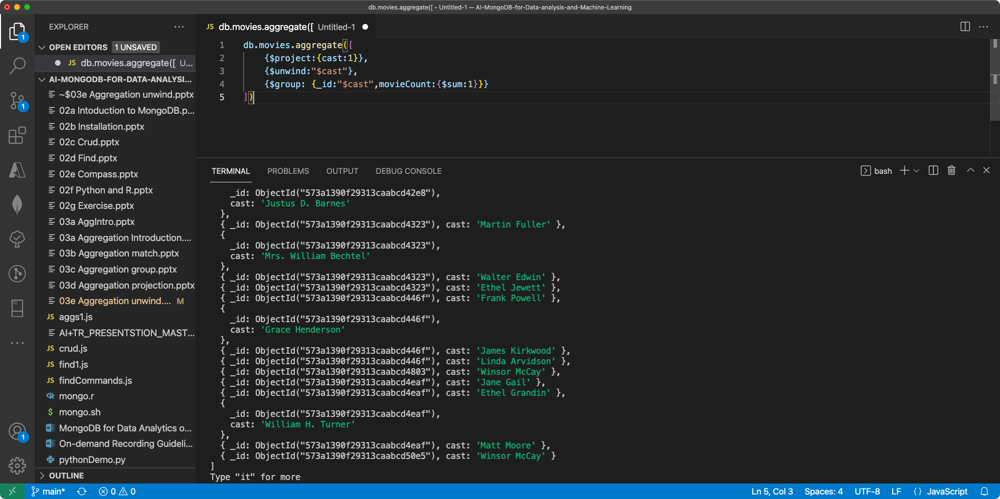 db.movies.aggregate([ • Untitled-1 — AI-MongoDB-for-Data-analysis-and-Machine-Learning
EXPLORER
OPEN EDITORS 1 UNSAVED
JS db.movies.aggregate([ U...
AI-MONGODB-FOR-DATA-ANALYSI...
~$03e Aggregation unwind.pptx
02a Intoduction to MongoDB.p...
02b Installation.pptx
02c Crud.pptx
02d Find.pptx
02e Compass.pptx
02f Python and R.pptx
02g Exercise.pptx
03a AggIntro.pptx
03a Aggregation Introduction....
03b Aggregation match.pptx
03c Aggregation group.pptx
03d Aggregation projection.pptx
03e Aggregation unwind.... M
JS aggs1.js
AI+TR_PRESENTSTION_MAST...
JS crud.js
JS find1.js
JS findCommands.js
R mongo.r
$ mongo.sh
W MongoDB for Data Analytics o...
W On-demand Recording Guideli...
pythonDemo.py
OUTLINE
1
1
1
JS db.movies.aggregate([ Untitled-1
1 db.movies.aggregate([
2 {$project:{cast:1}},
3 {$unwind:"$cast"},
4 {$group: {_id:"$cast",movieCount:{$sum:1}}}
5 ])
TERMINAL PROBLEMS OUTPUT DEBUG CONSOLE bash
_id: ObjectId("573a1390f29313caabcd42e8"),
cast: 'Justus D. Barnes'
},
{ _id: ObjectId("573a1390f29313caabcd4323"), cast: 'Martin Fuller' },
{
_id: ObjectId("573a1390f29313caabcd4323"),
cast: 'Mrs. William Bechtel'
},
{ _id: ObjectId("573a1390f29313caabcd4323"), cast: 'Walter Edwin' },
{ _id: ObjectId("573a1390f29313caabcd4323"), cast: 'Ethel Jewett' },
{ _id: ObjectId("573a1390f29313caabcd446f"), cast: 'Frank Powell' },
{
_id: ObjectId("573a1390f29313caabcd446f"),
cast: 'Grace Henderson'
},
{ _id: ObjectId("573a1390f29313caabcd446f"), cast: 'James Kirkwood' },
{ _id: ObjectId("573a1390f29313caabcd446f"), cast: 'Linda Arvidson' },
{ _id: ObjectId("573a1390f29313caabcd4803"), cast: 'Winsor McCay' },
{ _id: ObjectId("573a1390f29313caabcd4eaf"), cast: 'Jane Gail' },
{ _id: ObjectId("573a1390f29313caabcd4eaf"), cast: 'Ethel Grandin' },
{
_id: ObjectId("573a1390f29313caabcd4eaf"),
cast: 'William H. Turner'
},
{ _id: ObjectId("573a1390f29313caabcd4eaf"), cast: 'Matt Moore' },
{ _id: ObjectId("573a1390f29313caabcd50e5"), cast: 'Winsor McCay' }
]
Type "it" for more
main* 0 0 Ln 5, Col 3 Spaces: 4 UTF-8 LF {} JavaScript